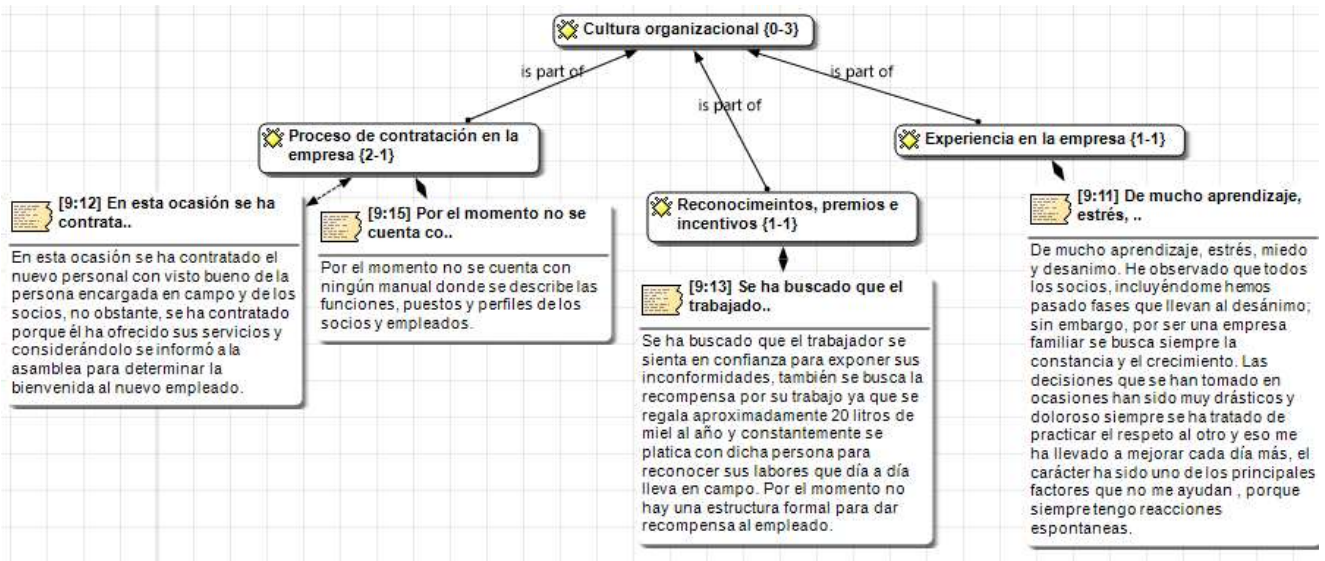 Cultura organizacional {0-3}
is part of
is part of
is part of
Proceso de contratación en la
empresa {2-1}
Experiencia en la empresa {1-1}
Reconocimeintos, premios e
incentivos {1-1}
[9:12] En esta ocasión se ha
contrata..
En esta ocasión se ha contratado el
nuevo personal con visto bueno de la
persona encargada en campo y de los
socios, no obstante, se ha contratado
porque él ha ofrecido sus servicios y
considerándolo se informó a la
asamblea para determinar la
bienvenida al nuevo empleado.
[9:15] Por el momento no se
cuenta co..
Por el momento no se cuenta con
ningún manual donde se describe las
funciones, puestos y perfiles de los
socios y empleados.
[9:13] Se ha buscado que el
trabajado..
Se ha buscado que el trabajador se
sienta en confianza para exponer sus
inconformidades, también se busca la
recompensa por su trabajo ya que se
regala aproximadamente 20 litros de
miel al año y constantemente se
platica con dicha persona para
reconocer sus labores que día a día
lleva en campo. Por el momento no
hay una estructura formal para dar
recompensa al empleado.
[9:11] De mucho aprendizaje,
estrés, ..
De mucho aprendizaje, estrés, miedo
y desanimo. He observado que todos
los socios, incluyéndome hemos
pasado fases que llevan al desánimo;
sin embargo, por ser una empresa
familiar se busca siempre la
constancia y el crecimiento. Las
decisiones que se han tomado en
ocasiones han sido muy drásticos y
doloroso siempre se ha tratado de
practicar el respeto al otro y eso me
ha llevado a mejorar cada día más, el
carácter ha sido uno de los principales
factores que no me ayudan , porque
siempre tengo reacciones
espontaneas.